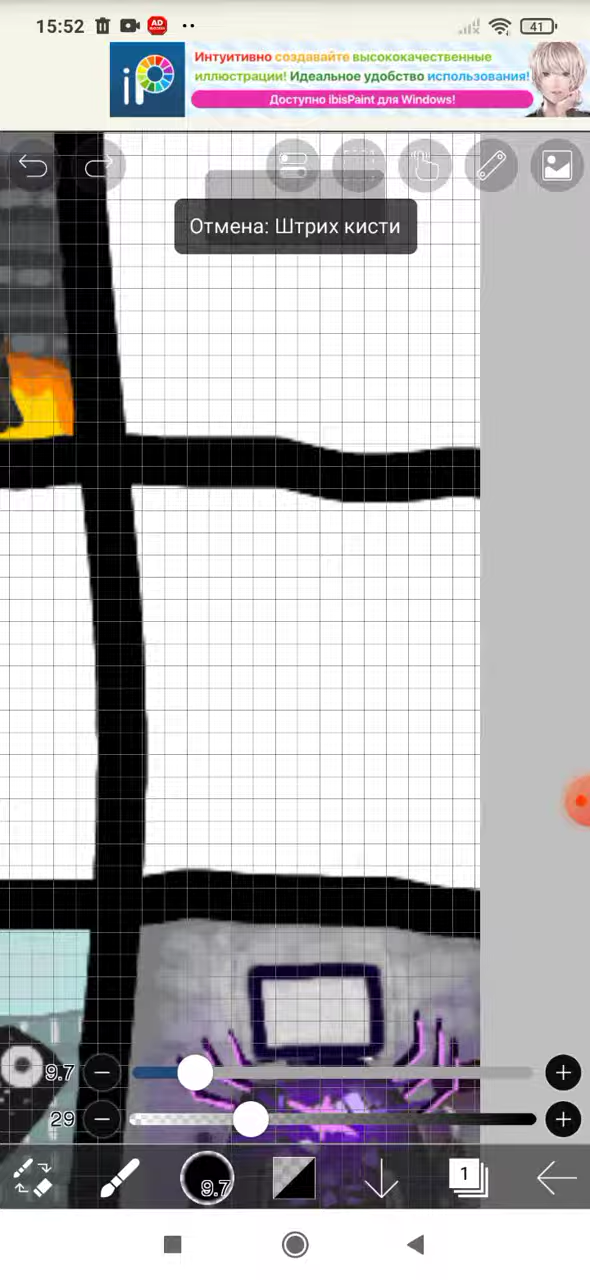 15:52
AD
41
iP
Интуитивно создавайте высококачественные
иллюстрации! Идеальное удобство использования!
Доступно ibisPaint для Windows!
Отмена: Штрих кисти
9.7
29
9.7
1